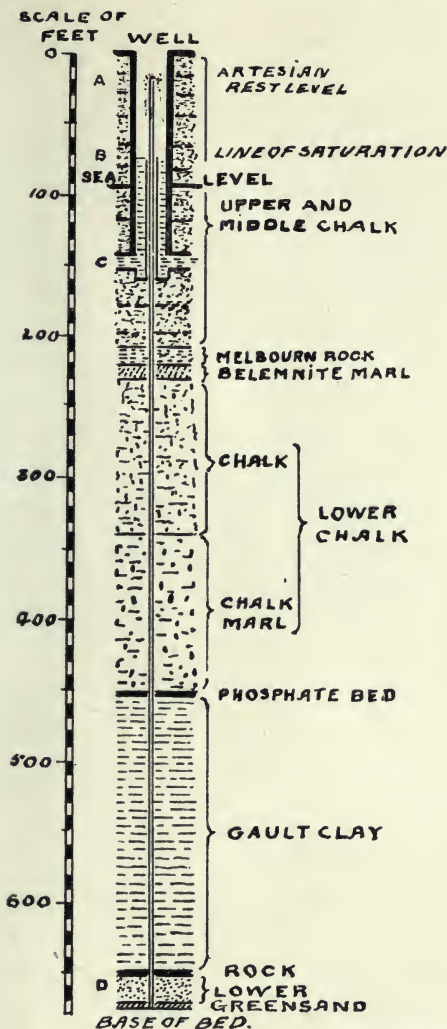 SCALE OF
FEET
WELL
0
A
ARTESIAN
REST LEVEL
B
LINE OF SATURATION
SEA
LEVEL
100
UPPER AND
MIDDLE CHALK
C
200
MELBOURN ROCK
BELEMNITE MARL
CHALK
300
LOWER
CHALK
400
CHALK
MARL
PHOSPHATE BED
500
GAULT CLAY
600
ROCK
D
LOWER
GREENSAND
BASE OF BED.